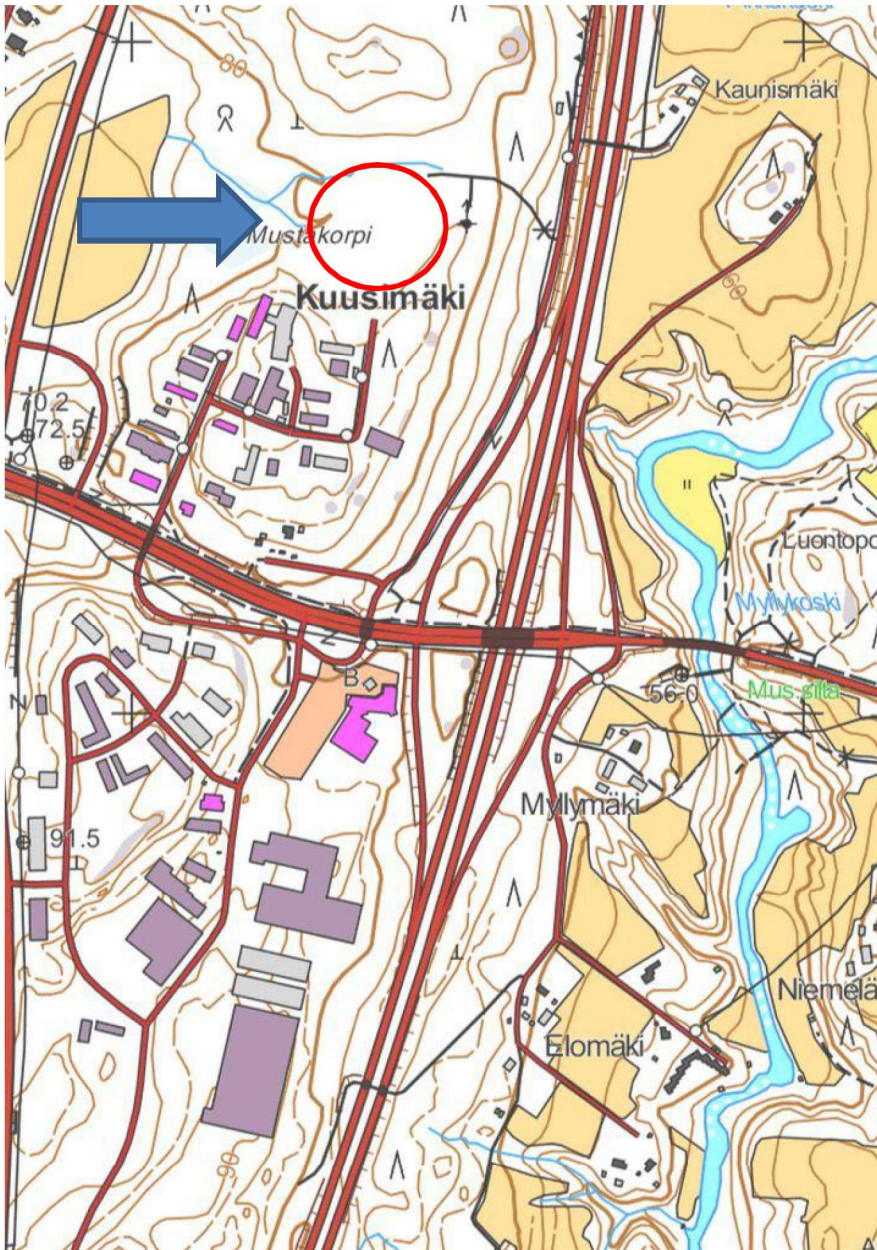 80
Kaunismäki
Mustakorpi
Kuusimäki
60
70.2
72.5
Luontopo
Myllykoski
B
56.0
Mus.silta
Myllymäki
91.5
Niemelä
Elomäki
90